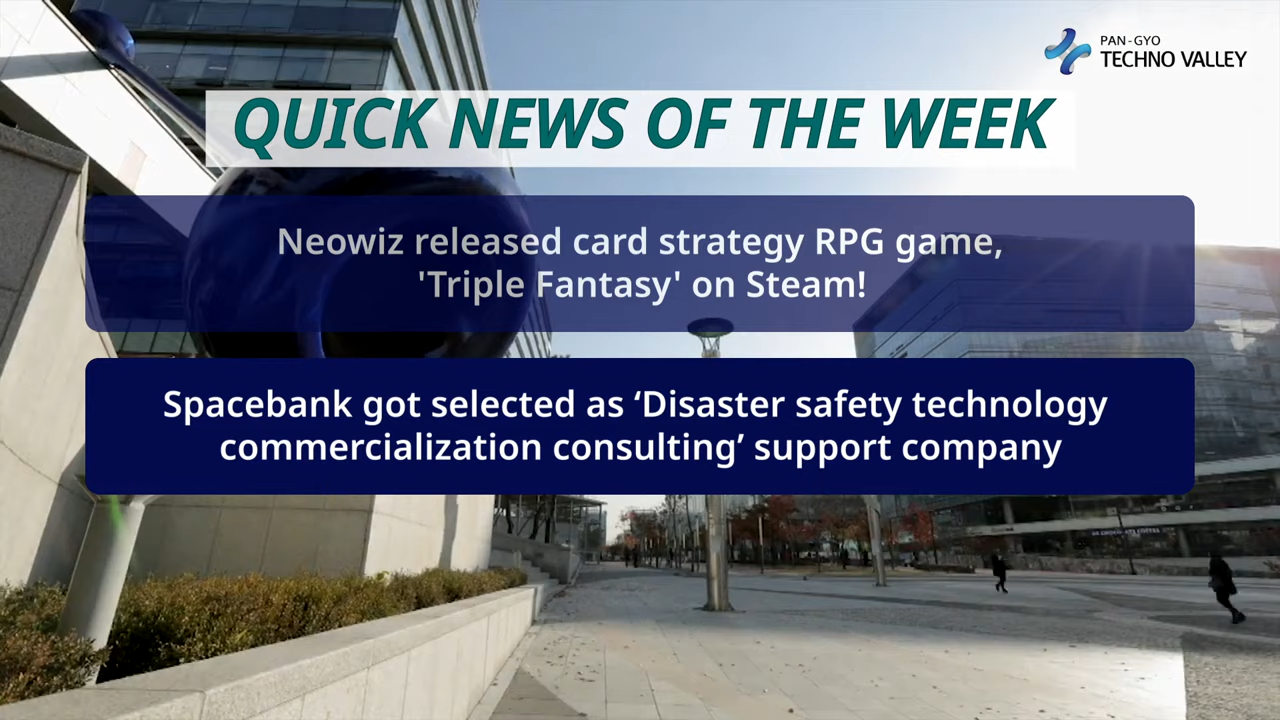 PAN-GYO
TECHNO VALLEY
QUICK NEWS OF THE WEEK
Neowiz released card strategy RPG game,
'Triple Fantasy' on Steam!
Spacebank got selected as ‘Disaster safety technology
commercialization consulting’ support company